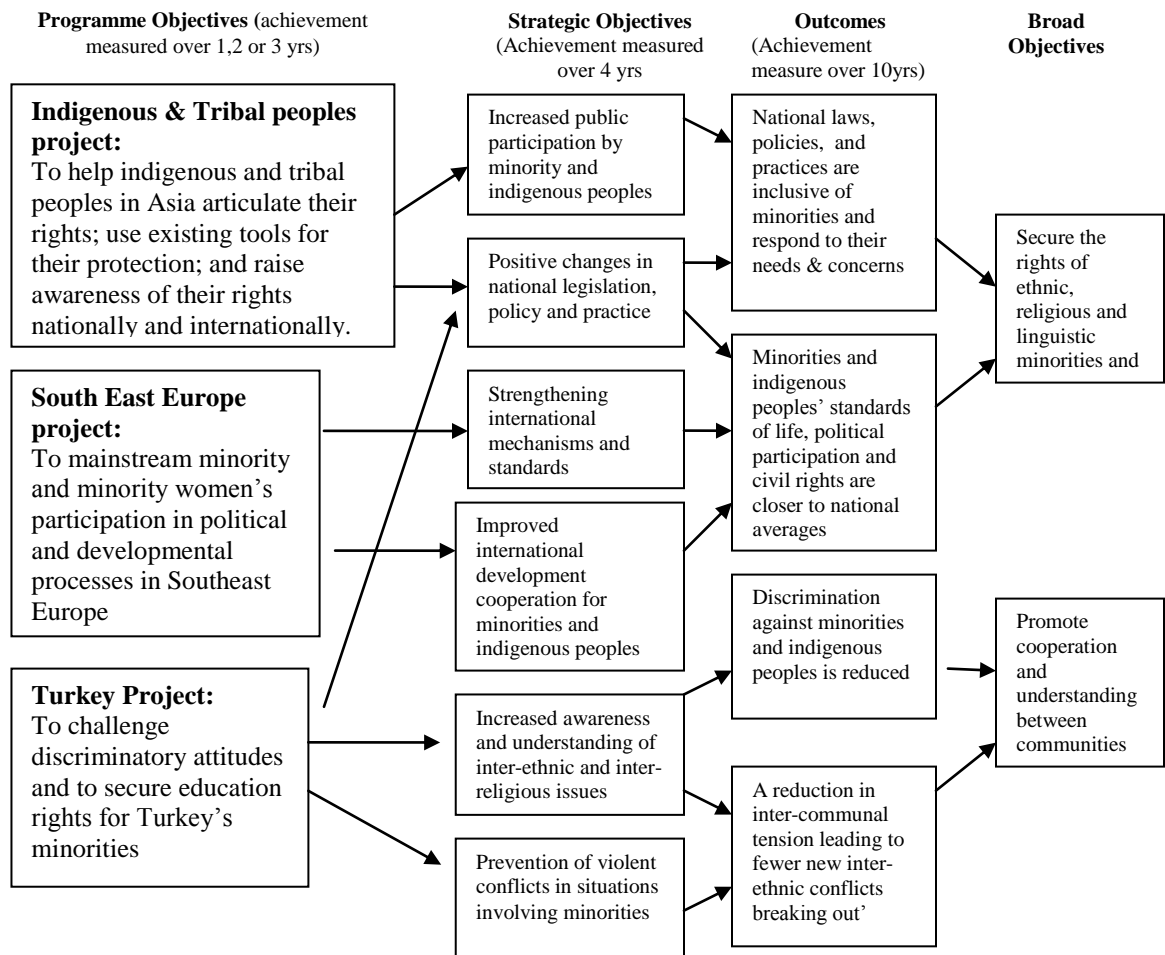 Programme Objectives (achievement
measured over 1,2 or 3 yrs)
Indigenous & Tribal peoples
project:
To help indigenous and tribal
peoples in Asia articulate their
rights; use existing tools for
their protection; and raise
awareness of their rights
nationally and internationally.
South East Europe
project:
To mainstream minority
and minority women’s
participation in political
and developmental
processes in Southeast
Europe
Turkey Project:
To challenge
discriminatory attitudes
and to secure education
rights for Turkey’s
minorities
Strategic Objectives
(Achievement measured
over 4 yrs
Increased public
participation by
minority and
indigenous peoples
Positive changes in
national legislation,
policy and practice
Strengthening
international
mechanisms and
standards
Improved
international
development
cooperation for
minorities and
indigenous peoples
Increased awareness
and understanding of
inter-ethnic and inter-
religious issues
Prevention of violent
conflicts in situations
involving minorities
Outcomes
(Achievement
measure over 10yrs)
National laws,
policies, and
practices are
inclusive of
minorities and
respond to their
needs & concerns
Minorities and
indigenous
peoples’ standards
of life, political
participation and
civil rights are
closer to national
averages
Discrimination
against minorities
and indigenous
peoples is reduced
A reduction in
inter-communal
tension leading to
fewer new inter-
ethnic conflicts
breaking out’
Broad
Objectives
Secure the
rights of
ethnic,
religious and
linguistic
minorities and
Promote
cooperation
and
understanding
between
communities